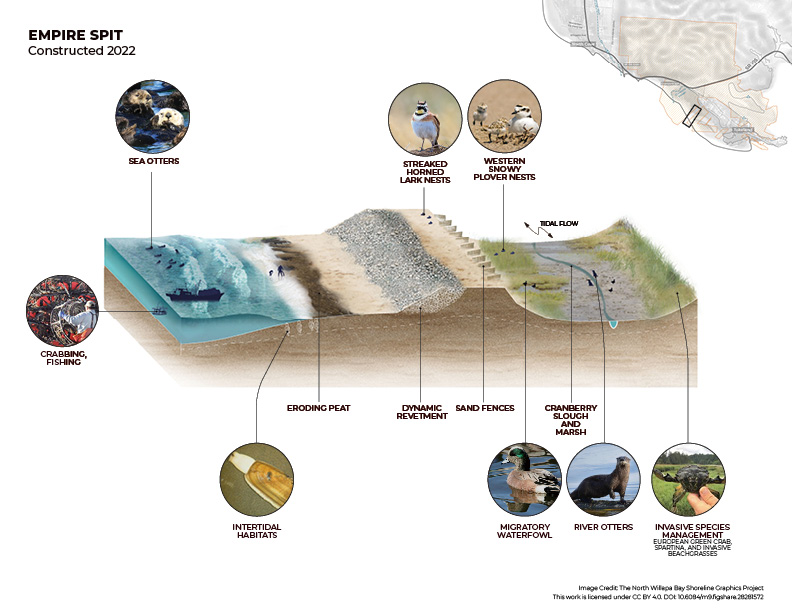 EMPIRE SPIT
Constructed 2022
SR-105
SEA OTTERS
STREAKED
HORNED
LARK NESTS
WESTERN
SNOWY
PLOVER NESTS
TIDAL FLOW
CRABBING,
FISHING
ERODING PEAT
DYNAMIC
REVETMENT
SAND FENCES
CRANBERRY
SLOUGH
AND
MARSH
INTERTIDAL
HABITATS
MIGRATORY
WATERFOWL
RIVER OTTERS
INVASIVE SPECIES
MANAGEMENT
EUROPEAN GREEN CRAB,
SPARTINA, AND INVASIVE
BEACHGRASSES
Image Credit: The North Willapa Bay Shoreline Graphics Project
This work is licensed under CC BY 4.0. DOI: 10.6084/m9.figshare.28281572